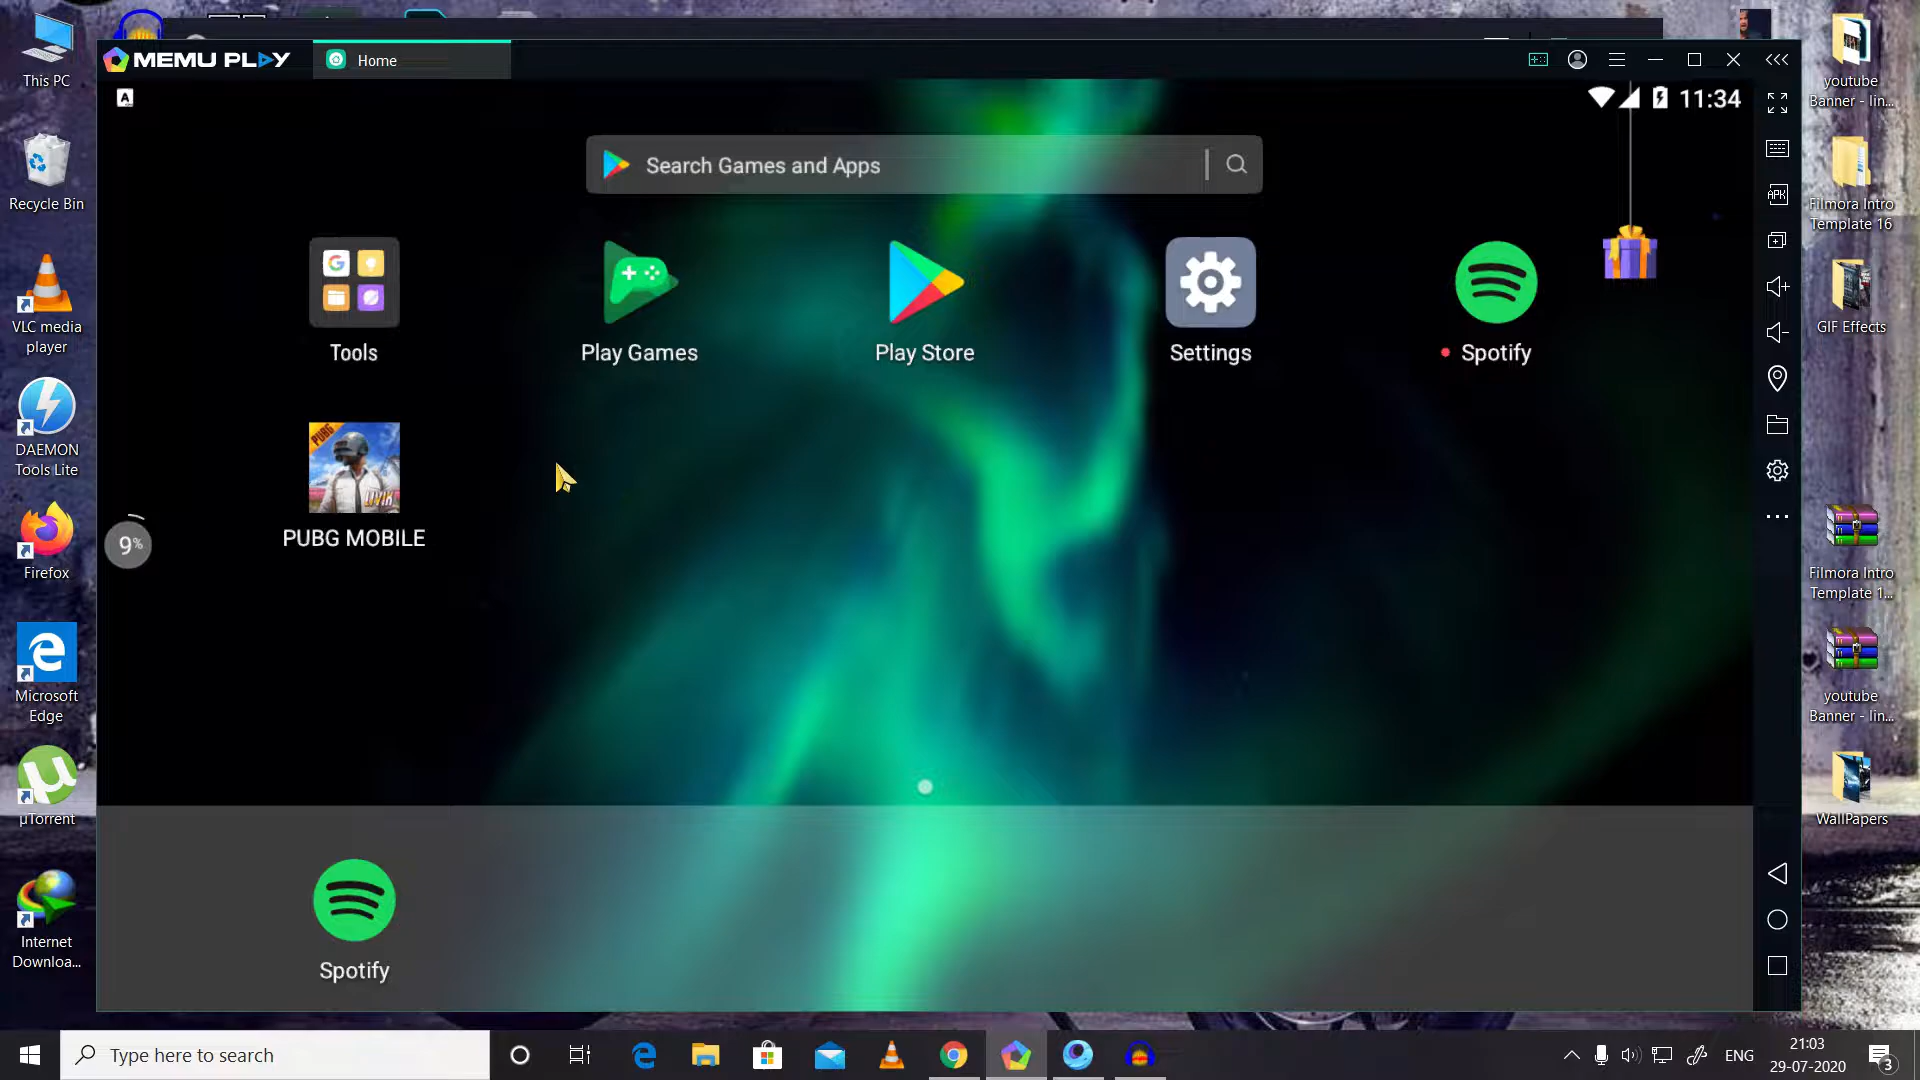 This PC
Recycle Bin
VLC media
player
DAEMON
Tools Lite
Firefox
Microsoft
Edge
µTorrent
Internet
Downloa...
MEMU PLAY
Home
A
11:34
Search Games and Apps
Tools
Play Games
Play Store
Settings
Spotify
PUBG
PUBG MOBILE
9%
Spotify
APK
youtube
Banner - lin...
Filmora Intro
Template 16
GIF Effects
Filmora Intro
Template 1...
youtube
Banner - lin...
WallPapers
Type here to search
ENG
21:03
29-07-2020
3